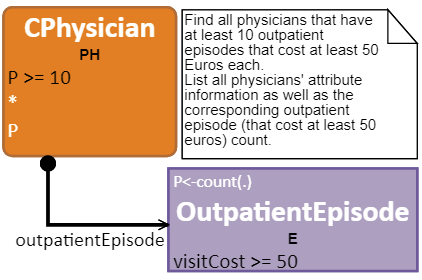 CPhysician
PH
P >= 10
*
P
Find all physicians that have
at least 10 outpatient
episodes that cost at least 50
Euros each.
List all physicians' attribute
information as well as the
corresponding outpatient
episode (that cost at least 50
euros) count.
outpatientEpisode
P<-count(.)
OutpatientEpisode
E
visitCost >= 50